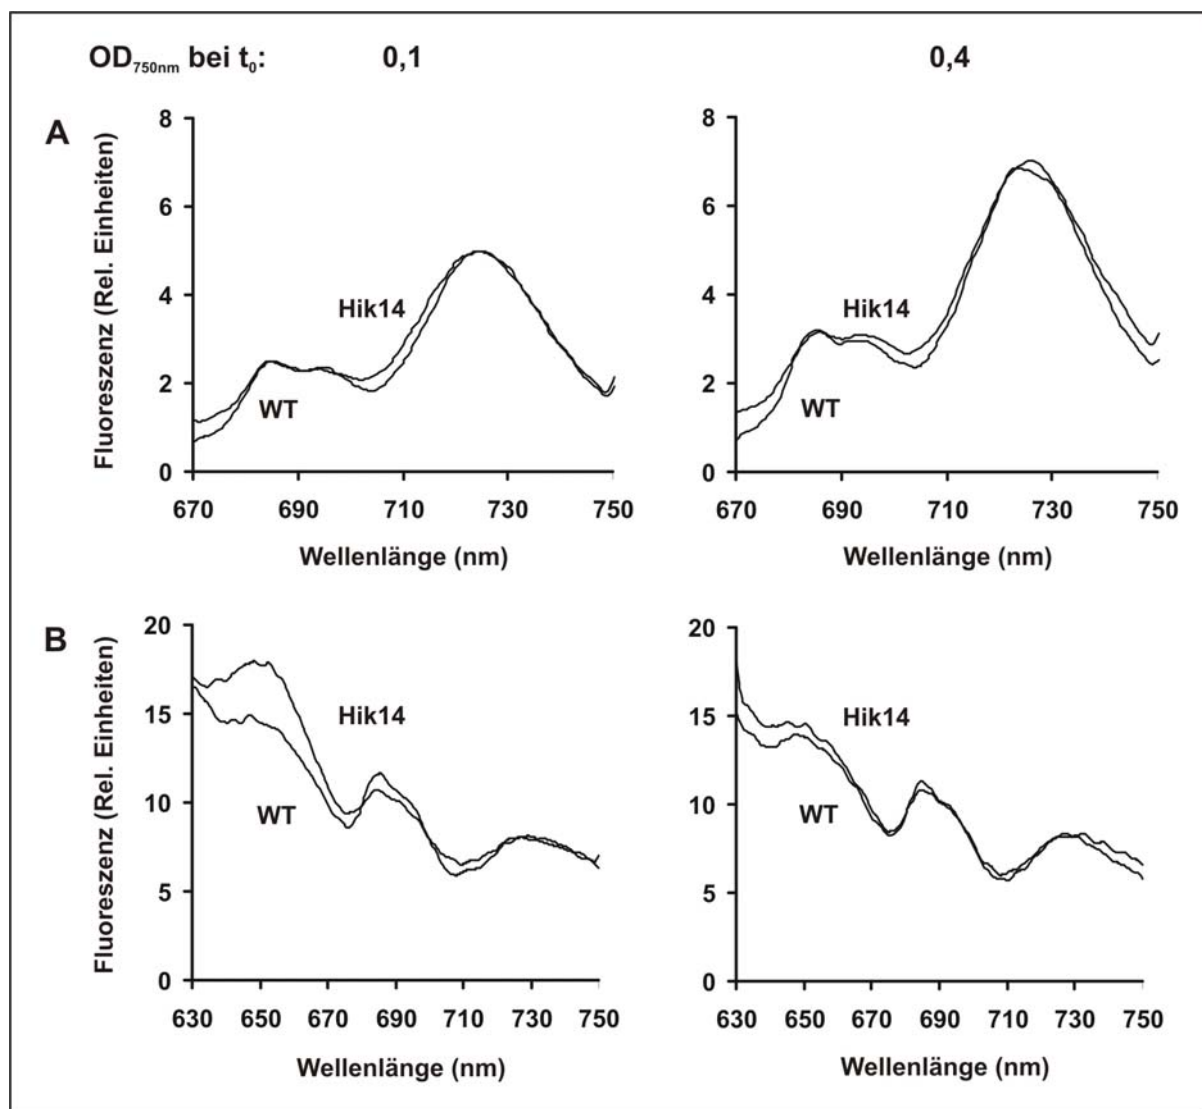 OD750nm bei t0: 0,1 0,4
A
Fluoreszenz (Rel. Einheiten)
8
6
4
2
0
Hik14
WT
670 690 710 730 750
Wellenlänge (nm)
8
6
4
2
0
Hik14
WT
670 690 710 730 750
Wellenlänge (nm)
B
Fluoreszenz (Rel. Einheiten)
20
15
10
5
0
Hik14
WT
630 650 670 690 710 730 750
Wellenlänge (nm)
20
15
10
5
0
Hik14
WT
630 650 670 690 710 730 750
Wellenlänge (nm)